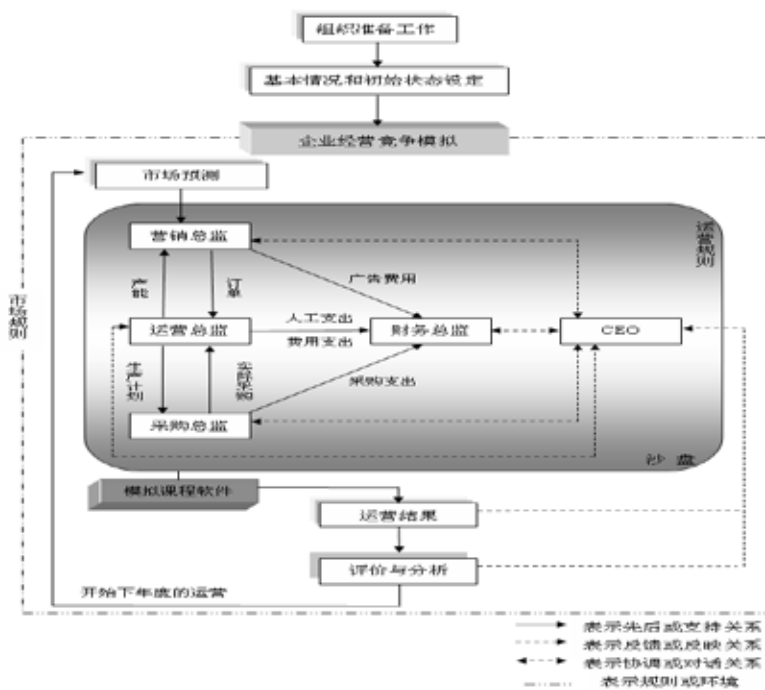 组织准备工作
基本情况和初始状态锁定
企业经营竞争模拟
市场预测
市场规则
运营规则
营销总监
产能
订单
广告费用
运营总监
人工支出
费用支出
财务总监
CEO
生产计划
实际采购
采购支出
采购总监
沙 盘
模拟课程软件
运营结果
评价与分析
开始下年度的运营
表示先后或支持关系
表示反馈或反映关系
表示协调或对话关系
表示规则或环境